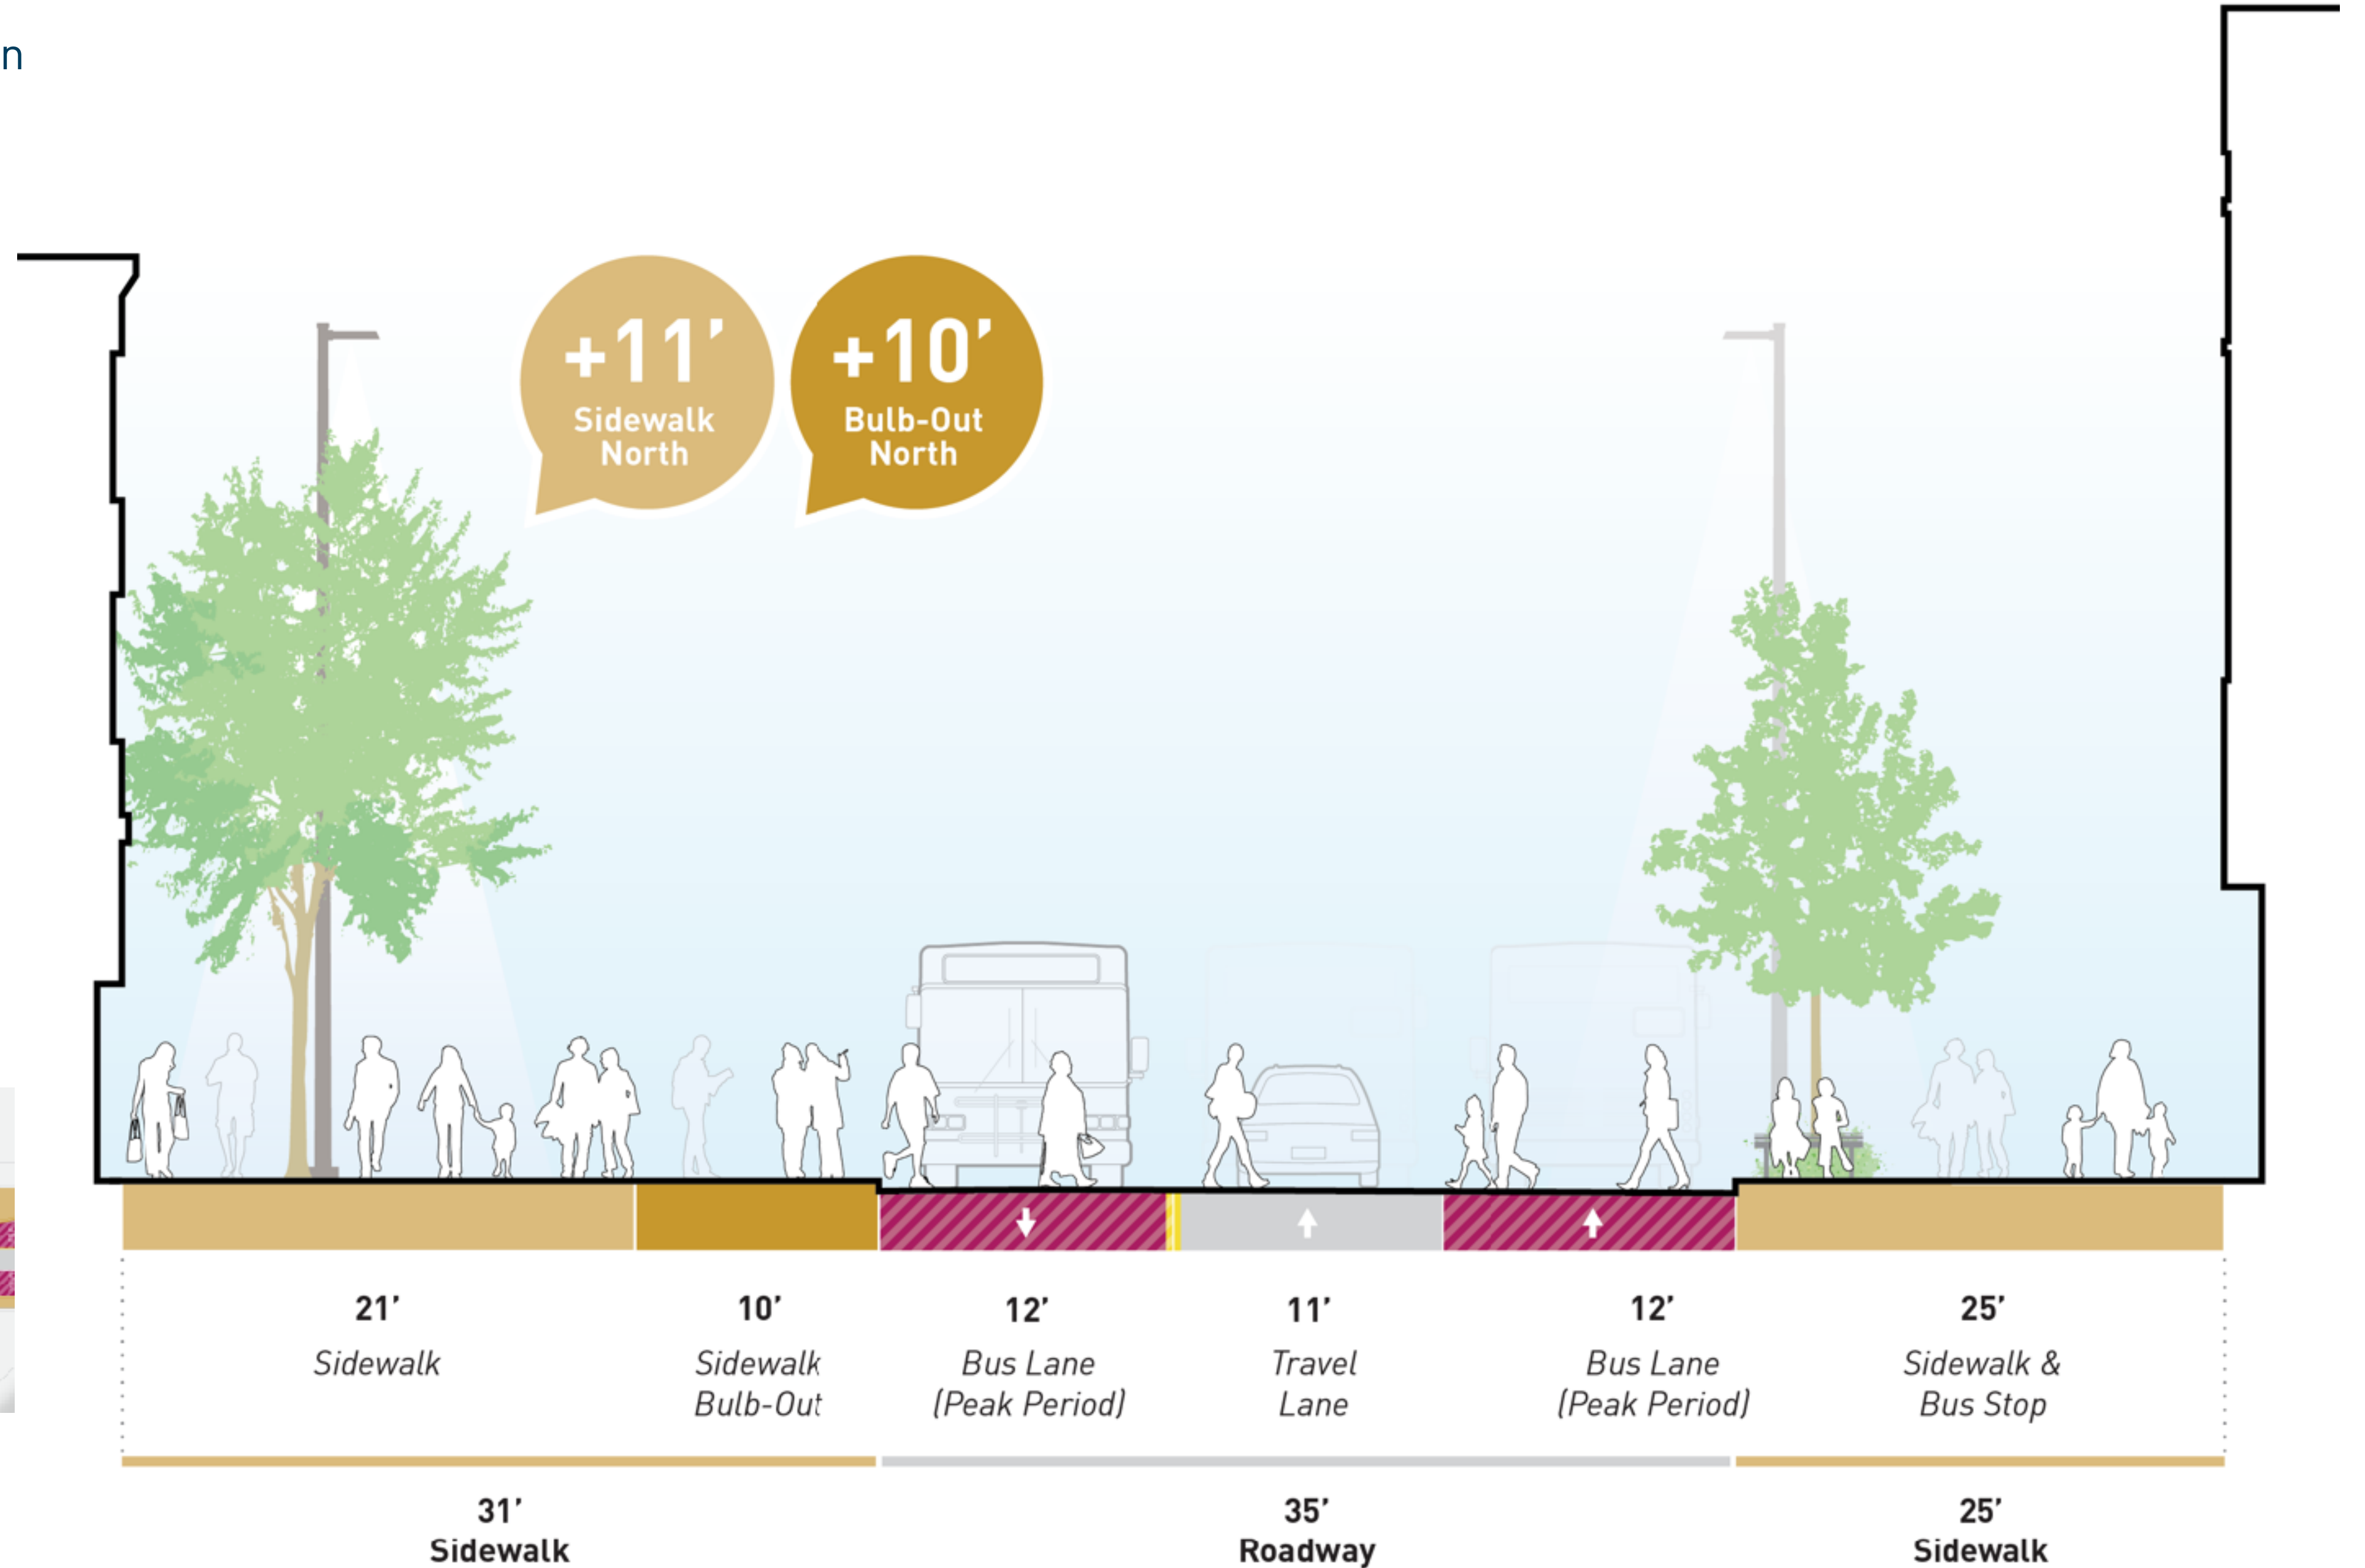 n
+11’
Sidewalk
North
+10’
Bulb-Out
North
21’
Sidewalk
10’
Sidewalk
Bulb-Out
12’
Bus Lane
(Peak Period)
11’
Travel
Lane
12’
Bus Lane
(Peak Period)
25’
Sidewalk &
Bus Stop
31’
Sidewalk
35’
Roadway
25’
Sidewalk